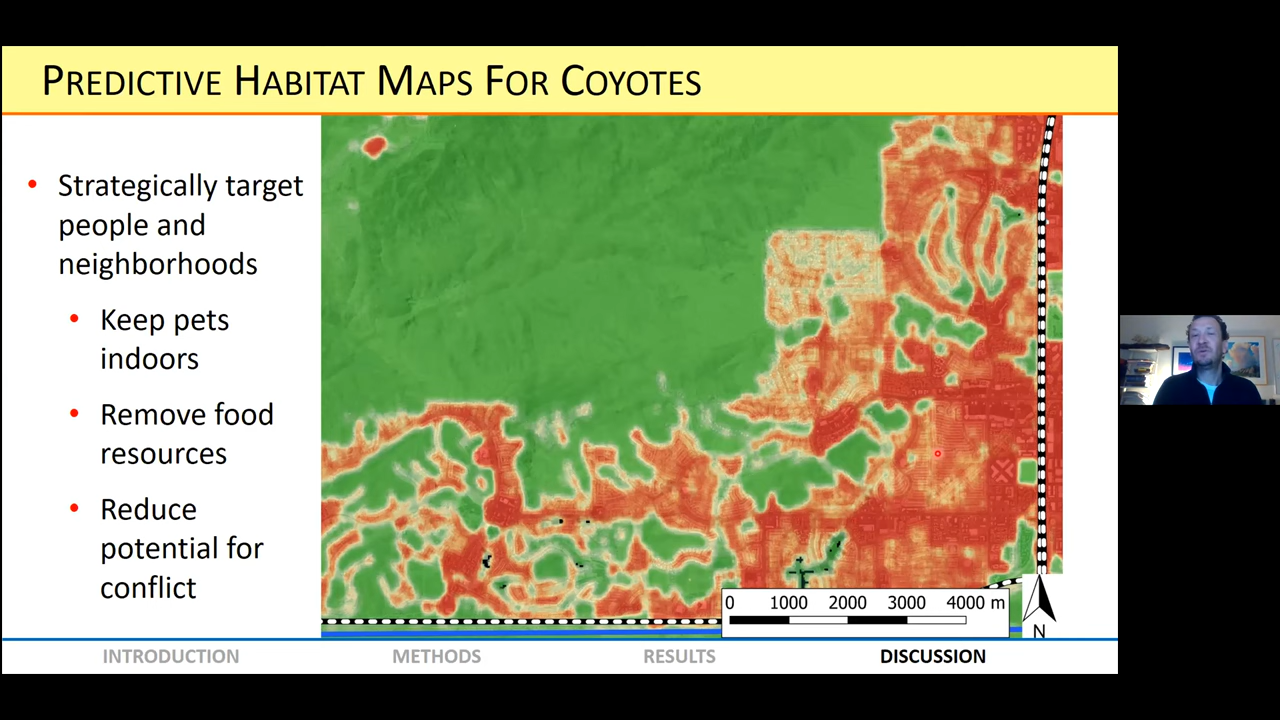 PREDICTIVE HABITAT MAPS FOR COYOTES
• Strategically target
people and
neighborhoods
• Keep pets
indoors
• Remove food
resources
• Reduce
potential for
conflict
0 1000 2000 3000 4000 m
N
INTRODUCTION METHODS RESULTS DISCUSSION